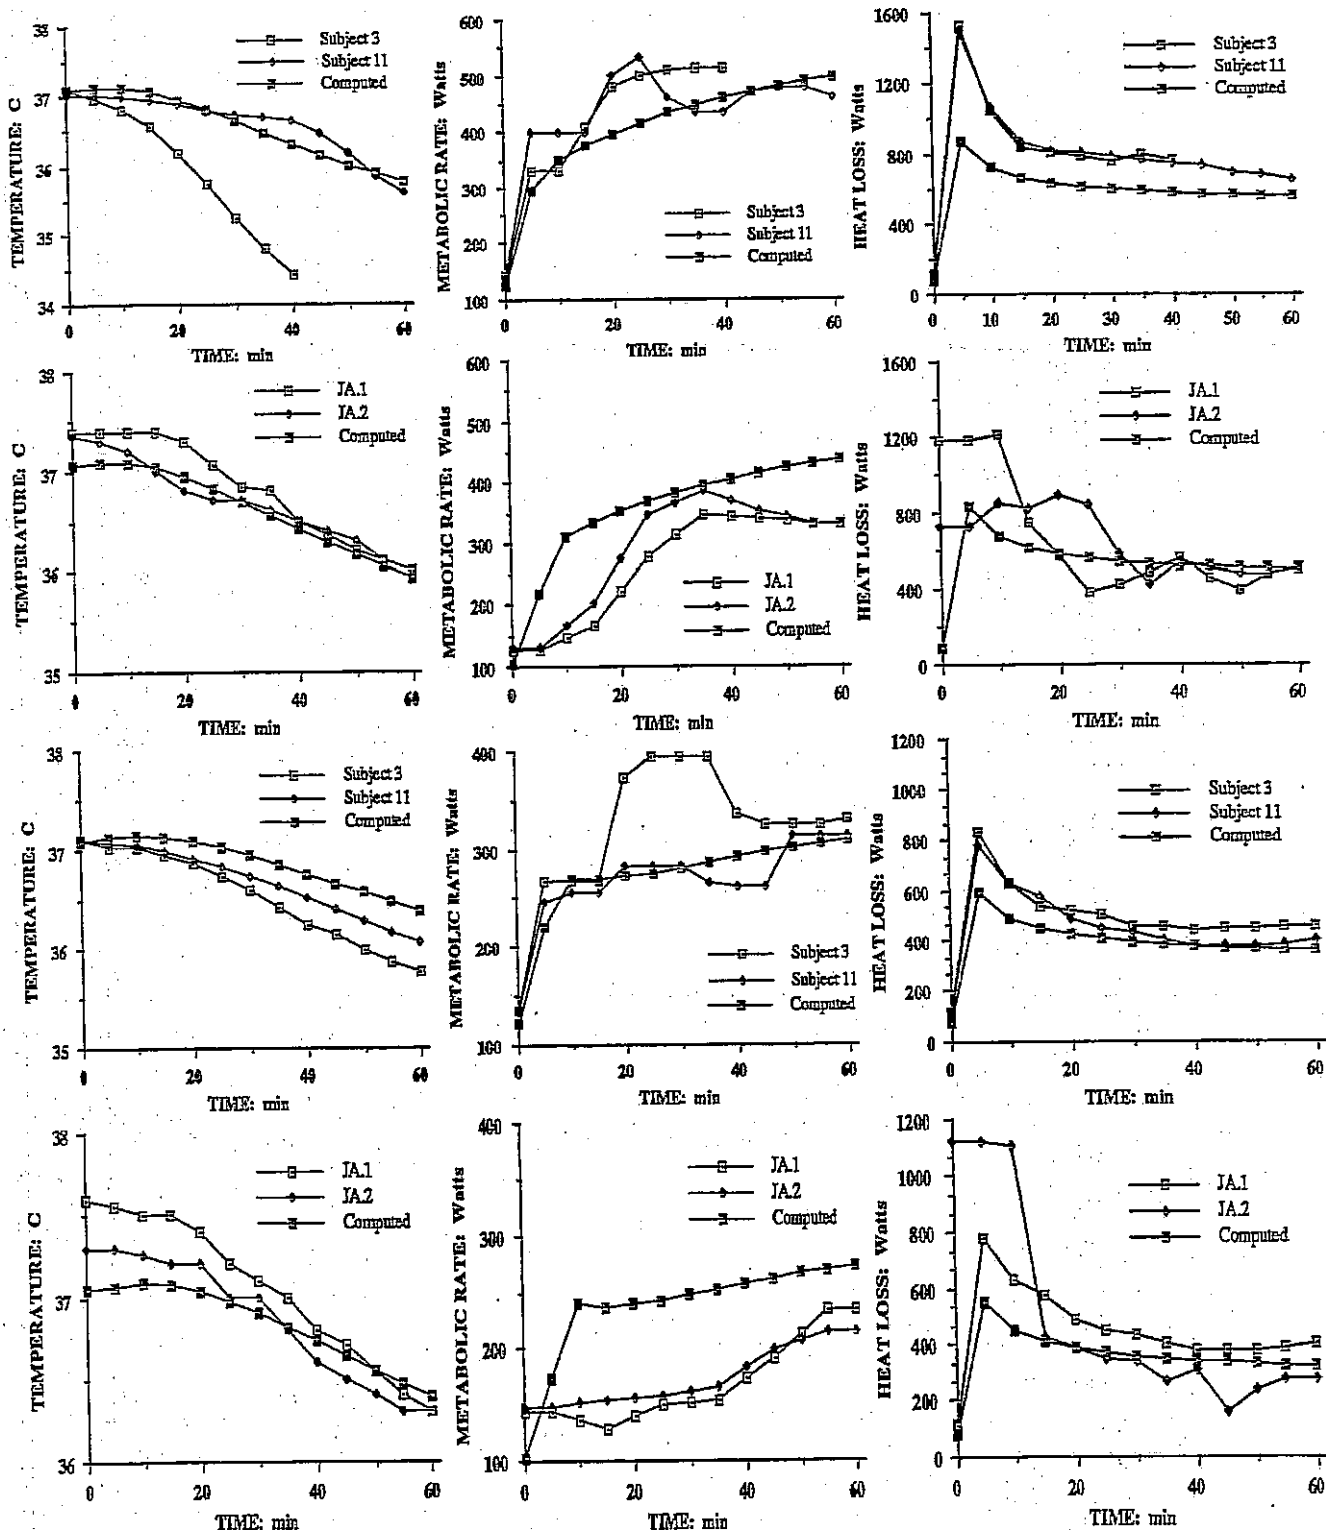 TEMPERATURE: C
38
37
36
35
34
0
20
40
60
TIME: min
Subject 3
Subject 11
Computed
METABOLIC RATE: Watts
600
500
400
300
200
100
0
20
40
60
TIME: min
Subject 3
Subject 11
Computed
HEAT LOSS: Watts
1600
1200
800
400
0
0
10
20
30
40
50
60
TIME: min
Subject 3
Subject 11
Computed
TEMPERATURE: C
38
37
36
35
0
20
40
60
TIME: min
JA.1
JA.2
Computed
METABOLIC RATE: Watts
600
500
400
300
200
100
0
20
40
60
TIME: min
JA.1
JA.2
Computed
HEAT LOSS: Watts
1600
1200
800
400
0
0
20
40
60
TIME: min
JA.1
JA.2
Computed
TEMPERATURE: C
38
37
36
35
0
20
40
60
TIME: min
Subject 3
Subject 11
Computed
METABOLIC RATE: Watts
400
300
200
100
0
20
40
60
TIME: min
Subject 3
Subject 11
Computed
HEAT LOSS: Watts
1200
1000
800
600
400
200
0
0
20
40
60
TIME: min
Subject 3
Subject 11
Computed
TEMPERATURE: C
38
37
36
0
20
40
60
TIME: min
JA.1
JA.2
Computed
METABOLIC RATE: Watts
400
300
200
100
0
20
40
60
TIME: min
JA.1
JA.2
Computed
HEAT LOSS: Watts
1200
1000
800
600
400
200
0
0
20
40
60
TIME: min
JA.1
JA.2
Computed